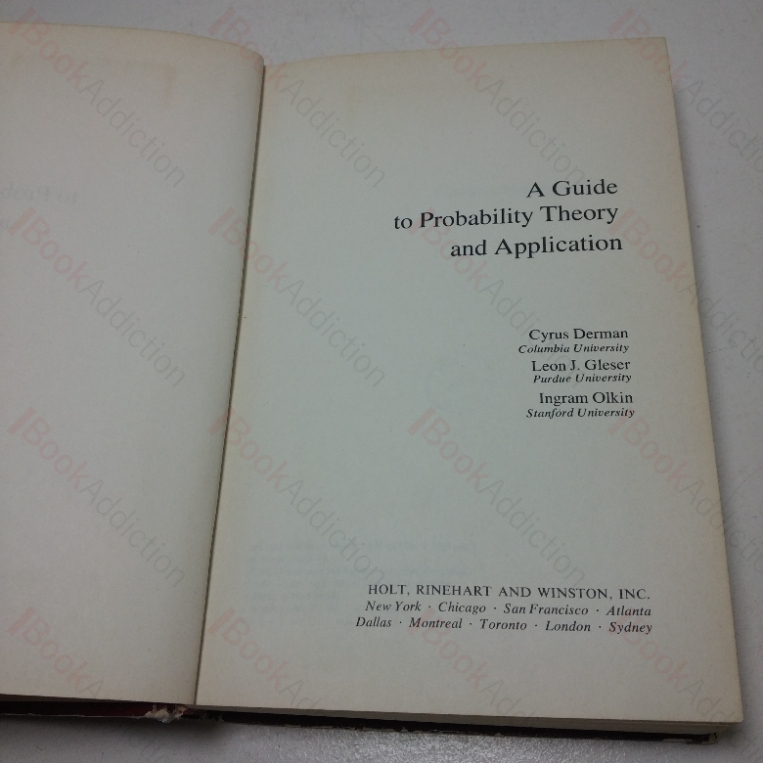 A Guide
to Probability Theory
and Application
Cyrus Derman
Columbia University
Leon J. Gleser
Purdue University
Ingram Olkin
Stanford University
HOLT, RINEHART AND WINSTON, INC.
New York · Chicago · San Francisco · Atlanta
Dallas · Montreal · Toronto · London · Sydney
BookAddiction